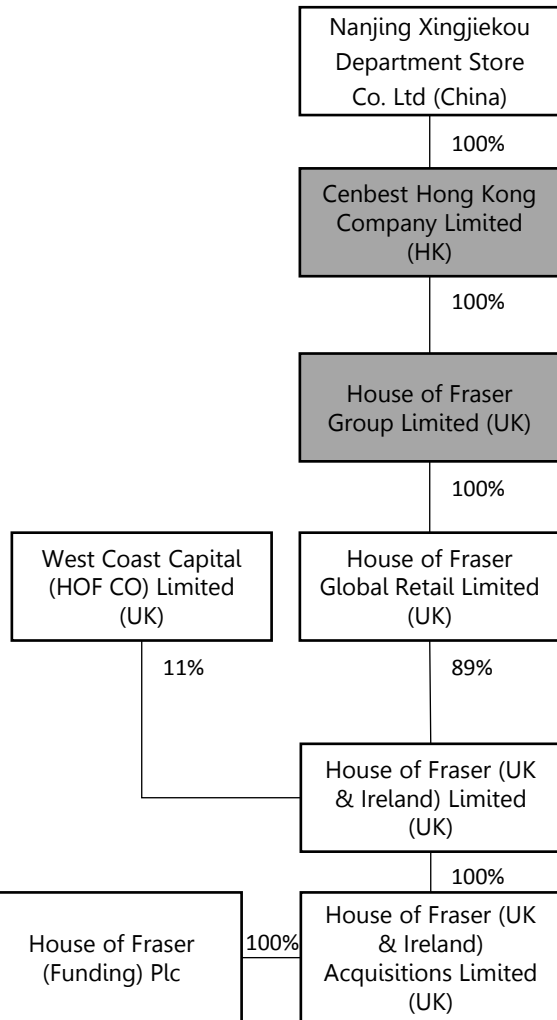 Nanjing Xingjiekou
Department Store
Co. Ltd (China)
100%
Cenbest Hong Kong
Company Limited
(HK)
100%
House of Fraser
Group Limited (UK)
100%
West Coast Capital
(HOF CO) Limited
(UK)
House of Fraser
Global Retail Limited
(UK)
11%
89%
House of Fraser (UK
& Ireland) Limited
(UK)
100%
House of Fraser
(Funding) Plc
100%
House of Fraser (UK
& Ireland)
Acquisitions Limited
(UK)